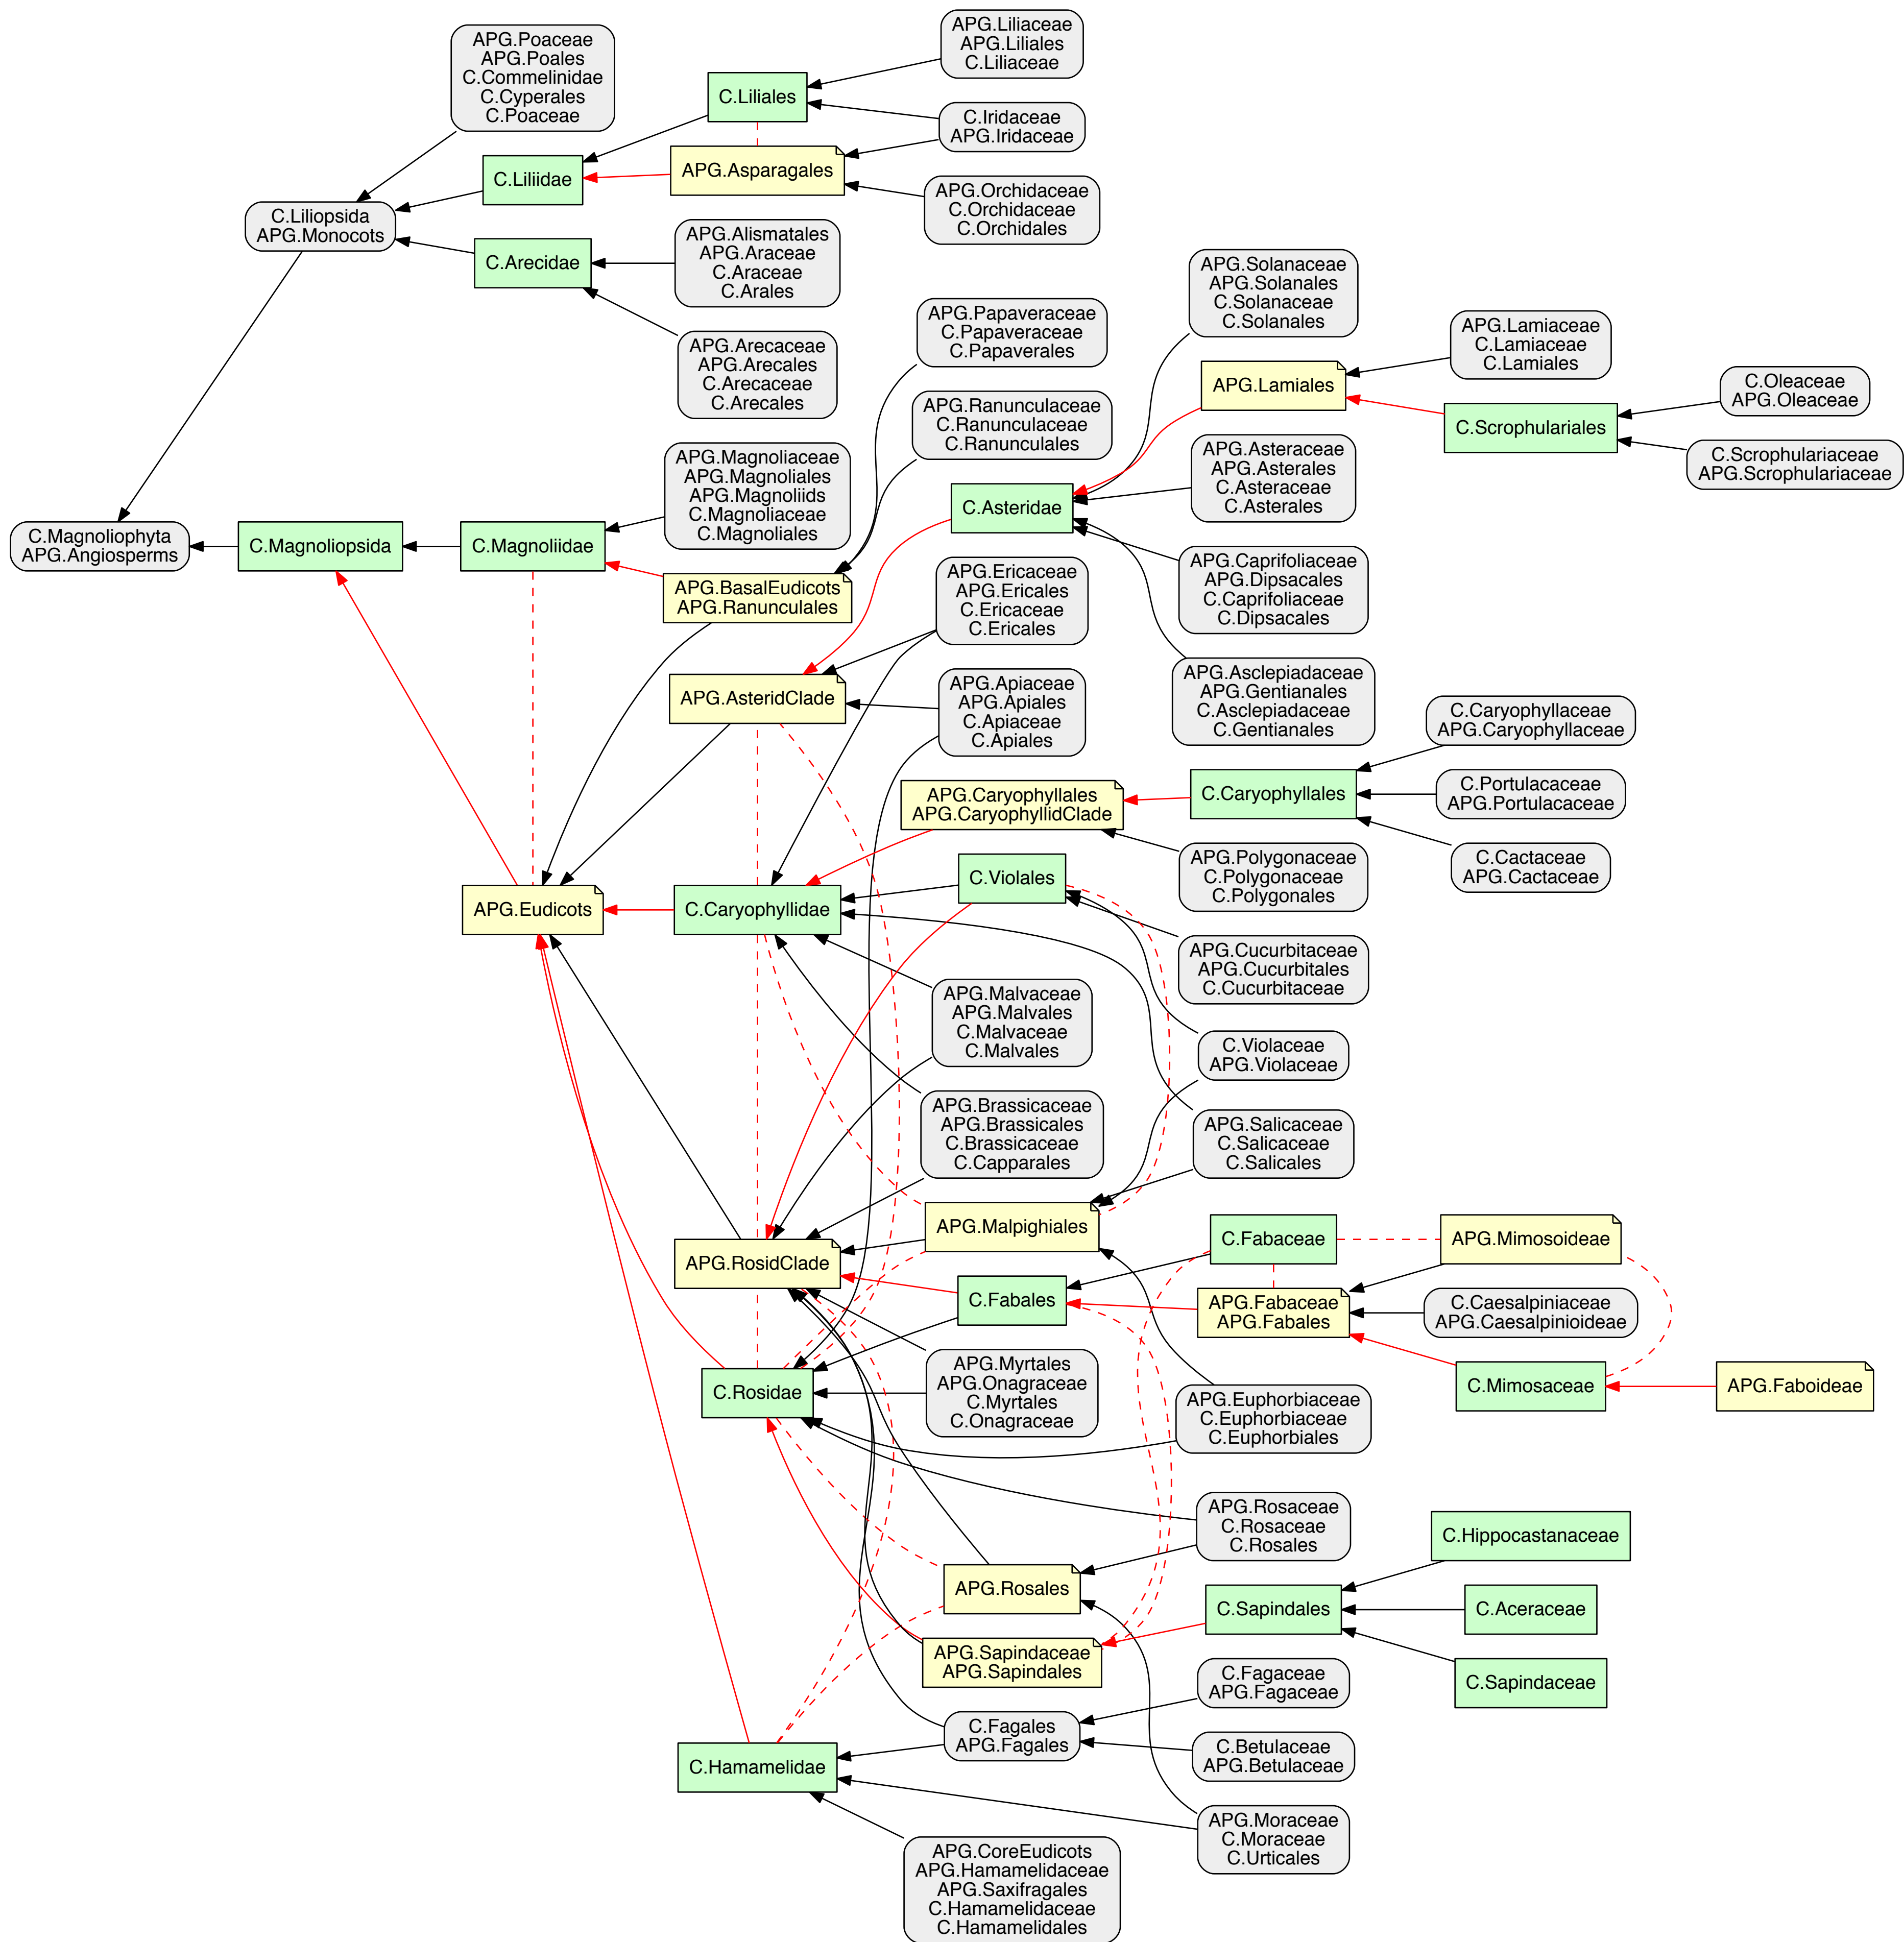 APG.Poaceae
APG.Poales
C.Commelinidae
C.Cyperales
C.Poaceae
APG.Liliaceae
APG.Liliales
C.Liliaceae
C.Liliales
C.Iridaceae
APG.Iridaceae
C.Liliidae
APG.Asparagales
APG.Orchidaceae
C.Orchidaceae
C.Orchidales
C.Liliopsida
APG.Monocots
C.Arecidae
APG.Alismatales
APG.Araceae
C.Araceae
C.Arales
APG.Arecaceae
APG.Arecales
C.Arecaceae
C.Arecales
APG.Papaveraceae
C.Papaveraceae
C.Papaverales
APG.Solanaceae
APG.Solanales
C.Solanaceae
C.Solanales
APG.Lamiaceae
C.Lamiaceae
C.Lamiales
APG.Lamiales
C.Oleaceae
APG.Oleaceae
C.Scrophulariales
C.Scrophulariaceae
APG.Scrophulariaceae
APG.Ranunculaceae
C.Ranunculaceae
C.Ranunculales
APG.Asteraceae
APG.Asterales
C.Asteraceae
C.Asterales
APG.Magnoliaceae
APG.Magnoliales
APG.Magnoliids
C.Magnoliaceae
C.Magnoliales
C.Asteridae
C.Magnoliophyta
APG.Angiosperms
C.Magnoliopsida
C.Magnoliidae
APG.BasalEudicots
APG.Ranunculales
APG.Ericaceae
APG.Ericales
C.Ericaceae
C.Ericales
APG.Caprifoliaceae
APG.Dipsacales
C.Caprifoliaceae
C.Dipsacales
APG.AsteridClade
APG.Apiaceae
APG.Apiales
C.Apiaceae
C.Apiales
APG.Asclepiadaceae
APG.Gentianales
C.Asclepiadaceae
C.Gentianales
C.Caryophyllaceae
APG.Caryophyllaceae
APG.Caryophyllales
APG.CaryophyllidClade
C.Caryophyllales
C.Portulacaceae
APG.Portulacaceae
C.Cactaceae
APG.Cactaceae
APG.Polygonaceae
C.Polygonaceae
C.Polygonales
C.Violales
APG.Eudicots
C.Caryophyllidae
APG.Cucurbitaceae
APG.Cucurbitales
C.Cucurbitaceae
APG.Malvaceae
APG.Malvales
C.Malvaceae
C.Malvales
C.Violaceae
APG.Violaceae
APG.Brassicaceae
APG.Brassicales
C.Brassicaceae
C.Capparales
APG.Salicaceae
C.Salicaceae
C.Salicales
APG.Malpighiales
APG.RosidClade
C.Fabaceae
APG.Mimosoideae
C.Fabales
APG.Fabaceae
APG.Fabales
C.Caesalpiniaceae
APG.Caesalpinioideae
C.Rosidae
APG.Myrtales
APG.Onagraceae
C.Myrtales
C.Onagraceae
C.Mimosaceae
APG.Faboideae
APG.Euphorbiaceae
C.Euphorbiaceae
C.Euphorbiales
APG.Rosaceae
C.Rosaceae
C.Rosales
C.Hippocastanaceae
APG.Rosales
C.Sapindales
C.Aceraceae
APG.Sapindaceae
APG.Sapindales
C.Sapindaceae
C.Fagaceae
APG.Fagaceae
C.Fagales
APG.Fagales
C.Betulaceae
APG.Betulaceae
C.Hamamelidae
APG.Moraceae
C.Moraceae
C.Urticales
APG.CoreEudicots
APG.Hamamelidaceae
APG.Saxifragales
C.Hamamelidaceae
C.Hamamelidales